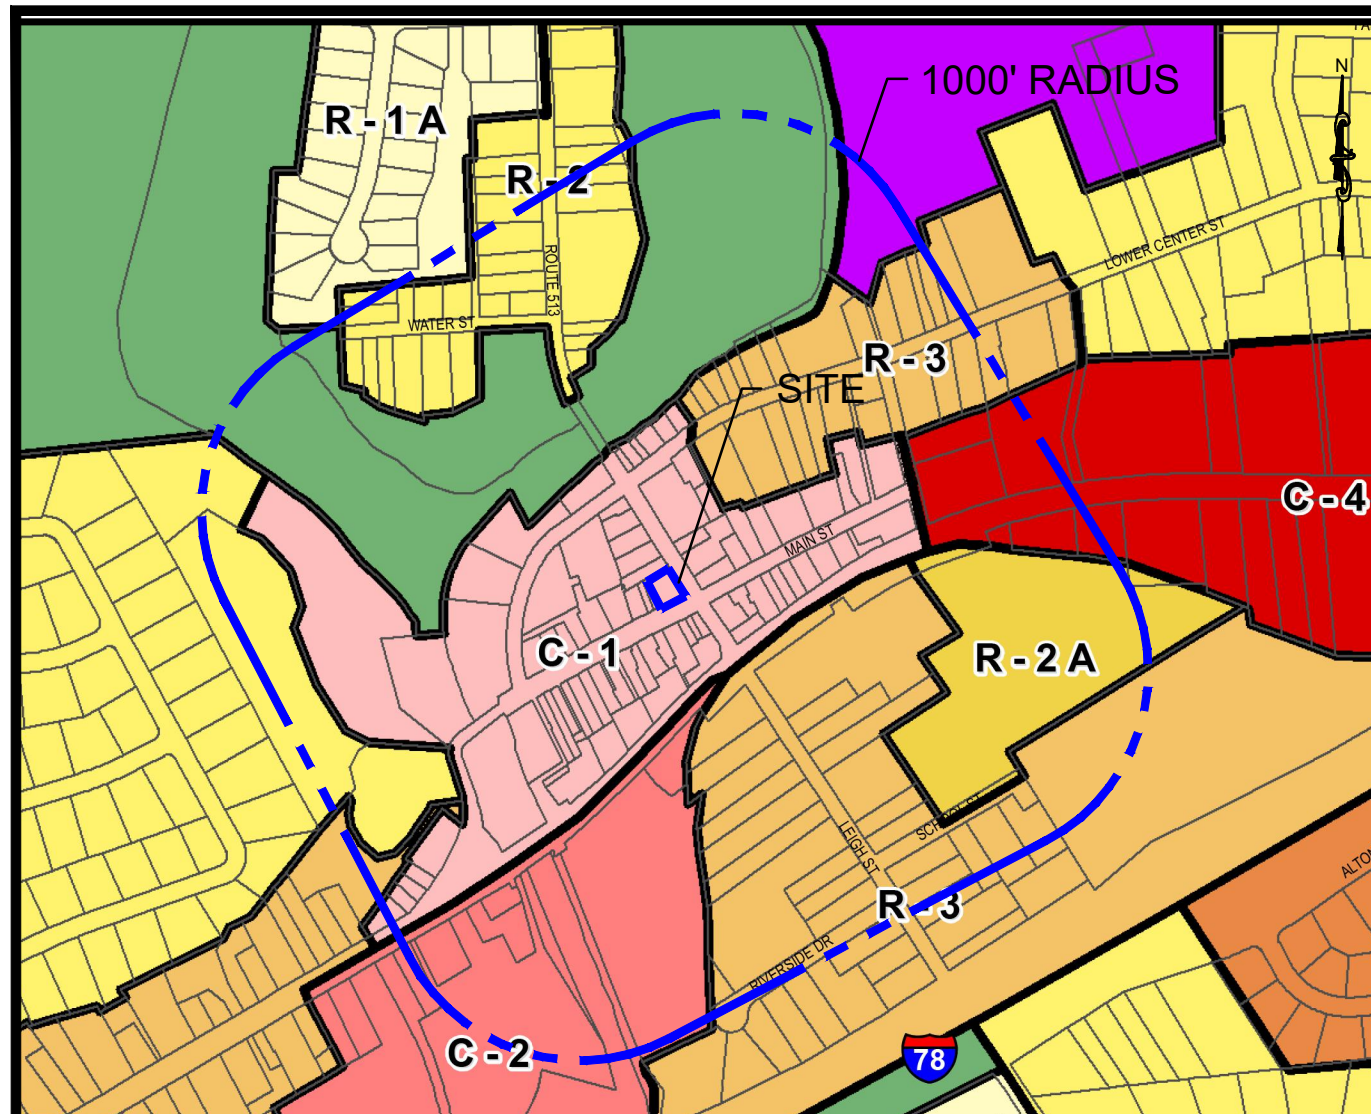 1000' RADIUS
N
R - 1 A
R - 2
LOWER CENTER ST
ROUTE 513
WATER ST
R - 3
SITE
C - 4
MAIN ST
C - 1
R - 2 A
SCHOOL ST
LEIGH ST
R - 3
RIVERSIDE DR
C - 2
78